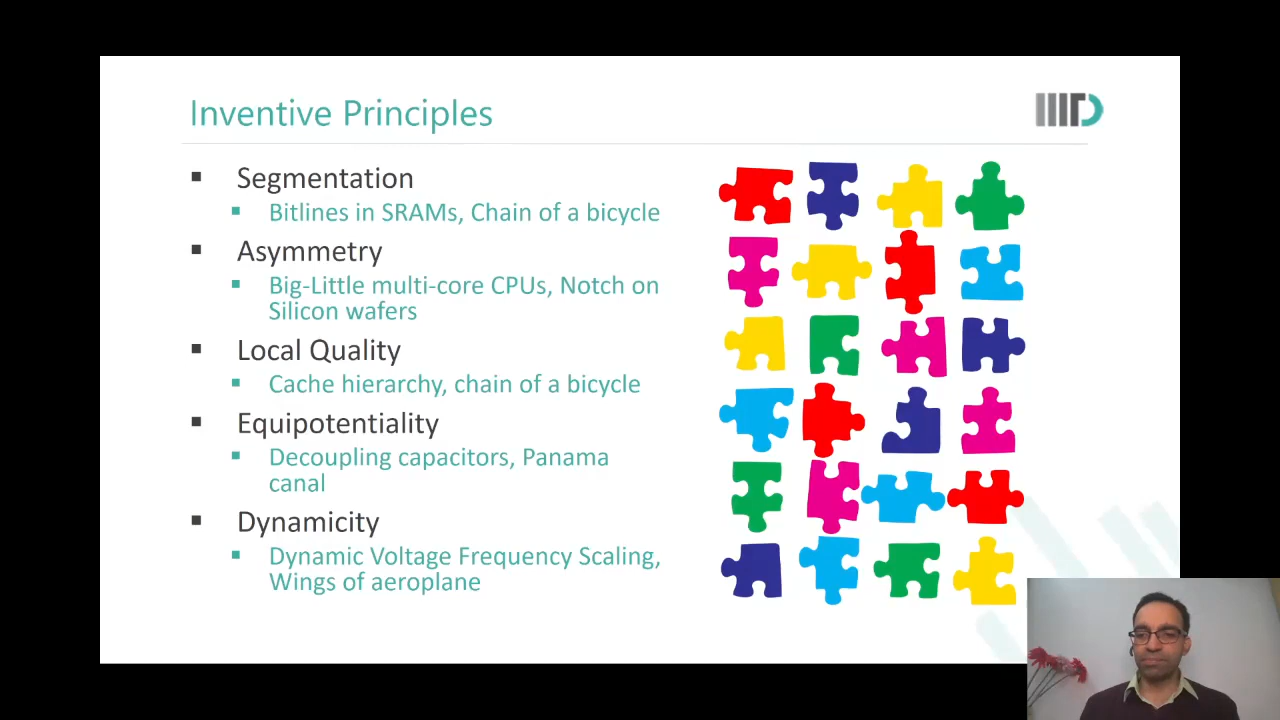 Inventive Principles
IIITD
Segmentation
Bitlines in SRAMs, Chain of a bicycle
Asymmetry
Big-Little multi-core CPUs, Notch on
Silicon wafers
Local Quality
Cache hierarchy, chain of a bicycle
Equipotentiality
Decoupling capacitors, Panama
canal
Dynamicity
Dynamic Voltage Frequency Scaling,
Wings of aeroplane